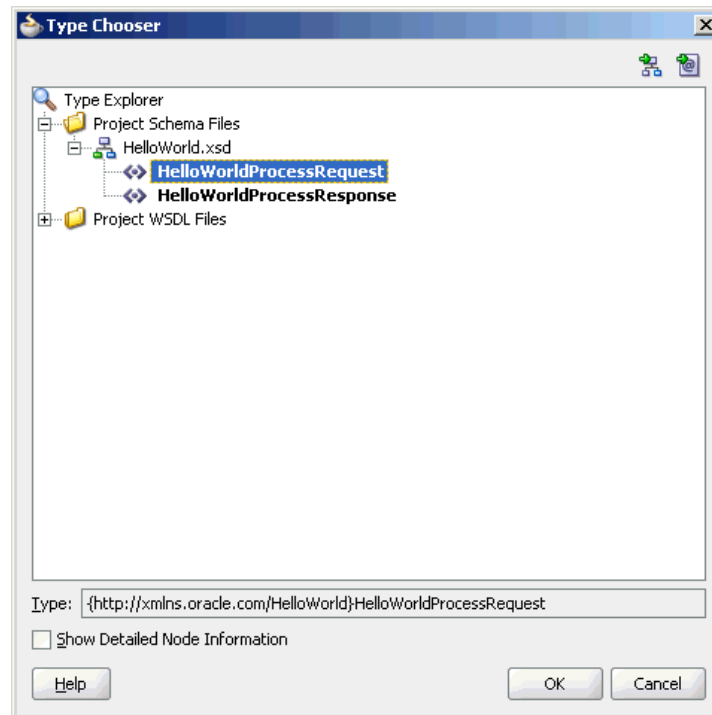 Type Chooser
Type Explorer
Project Schema Files
HelloWorld.xsd
HelloWorldProcessRequest
HelloWorldProcessResponse
Project WSDL Files
Type: {http://xmlns.oracle.com/HelloWorld}HelloWorldProcessRequest
Show Detailed Node Information
Help OK Cancel